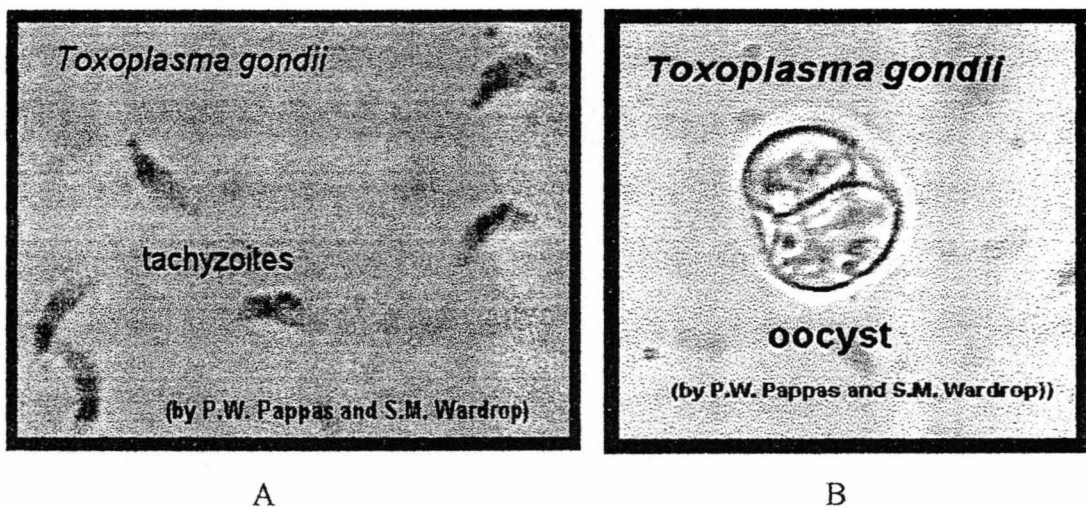 Toxoplasma gondii
tachyzoites
(by P.W. Pappas and S.M. Wardrop)
A
Toxoplasma gondii
oocyst
(by P.W. Pappas and S.M. Wardrop))
B